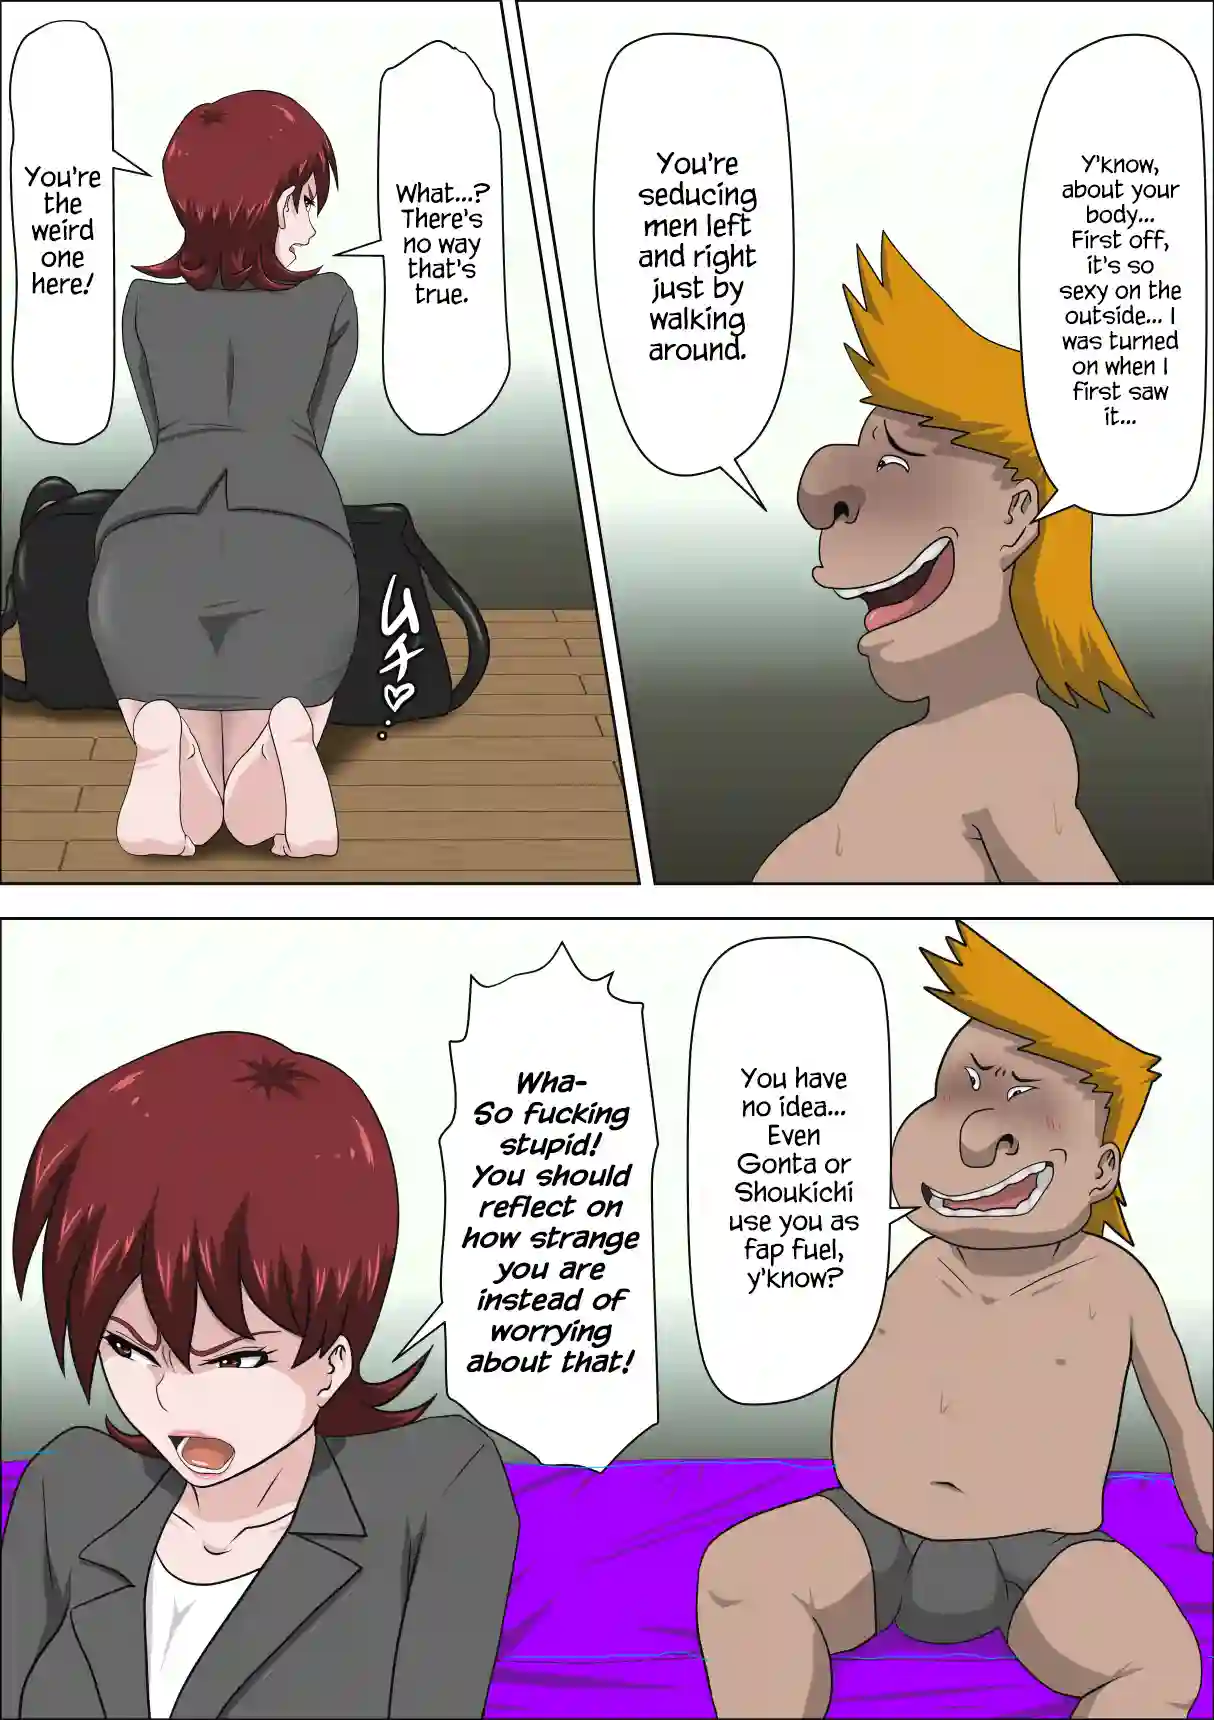 Y'know,
about your
body...
First off,
it's so
sexy on the
outside... I
was turned
on when I
first saw
it...
You're
seducing
men left
and right
just by
walking
around.
What...?
There's
no way
that's
true.
You're
the
weird
one
here!
ムチ♡...
You have
no idea...
Even
Gonta or
Shoukichi
use you as
fap fuel,
y'know?
Wha-
So fucking
stupid!
You should
reflect on
how strange
you are
instead of
worrying
about that!